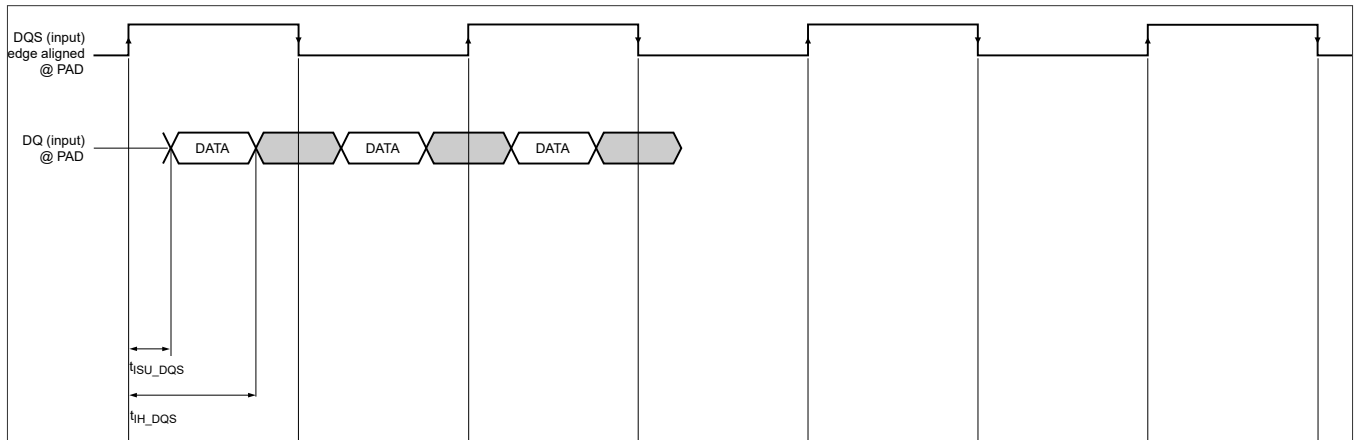 DQS (input)
edge aligned
@ PAD
DQ (input)
@ PAD
DATA
DATA
DATA
tISU_DQS
tIH_DQS